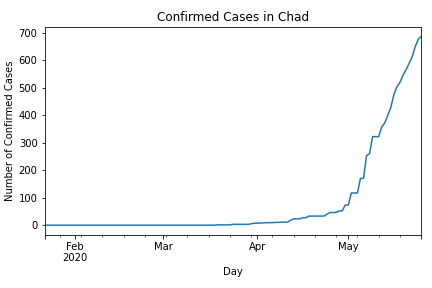 Confirmed Cases in Chad
Number of Confirmed Cases
700
600
500
400
300
200
100
0
Feb
2020
Mar
Apr
May
Day